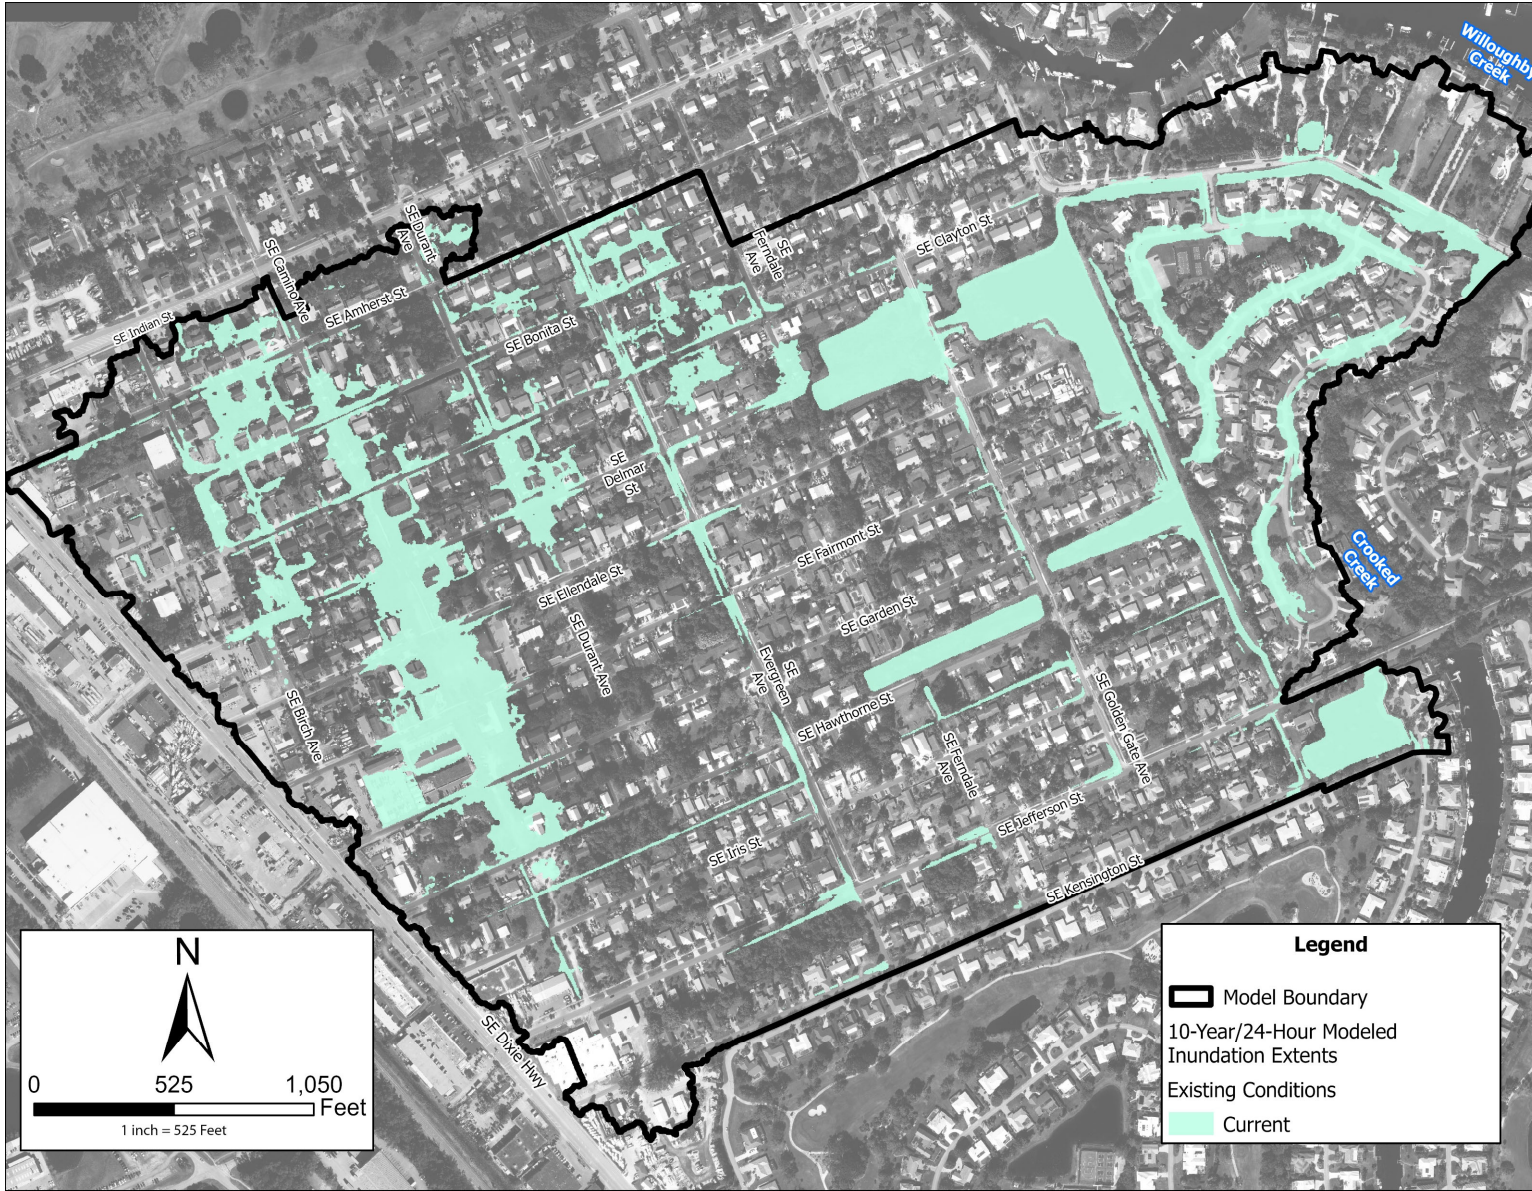 Willoughby
Creek
SE Durant
Ave
SE Camino Ave
SE
Ferndale
Ave
SE Clayton St
SE Indian St
SE Amherst St
SE Bonita St
SE
Delmar
St
SE Fairmont St
Crooked
Creek
SE Ellendale St
SE Garden St
SE Durant Ave
SE
Evergreen
Ave
SE Birch Ave
SE Hawthorne St
SE Golden Gate Ave
SE
Ferndale
Ave
SE Jefferson St
SE Iris St
SE Kensington St
SE Dixie Hwy
N
0 525 1,050
Feet
1 inch = 525 Feet
Legend
Model Boundary
10-Year/24-Hour Modeled
Inundation Extents
Existing Conditions
Current